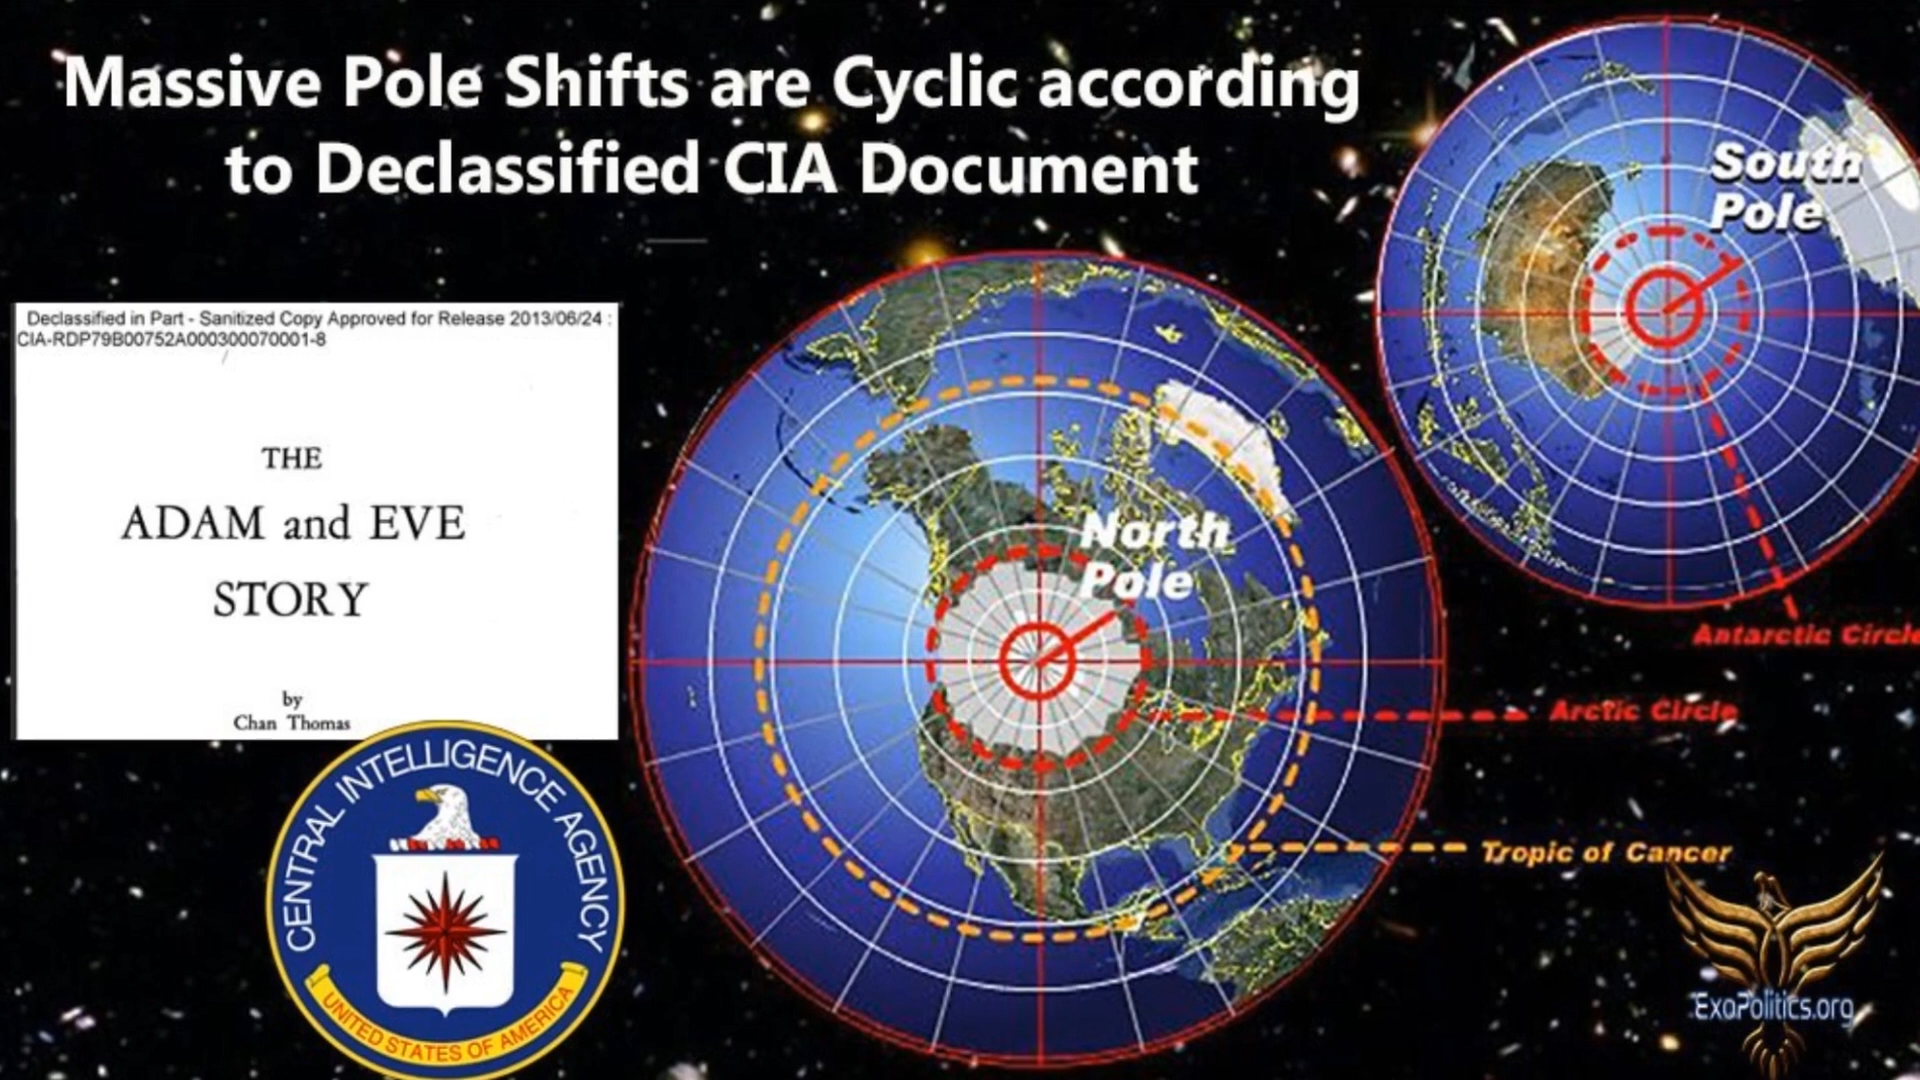 Massive Pole Shifts are Cyclic according
to Declassified CIA Document
Declassified in Part - Sanitized Copy Approved for Release 2013/06/24 :
CIA-RDP79B00752A000300070001-8
THE
ADAM and EVE
STORY
by
Chan Thomas
CENTRAL INTELLIGENCE AGENCY
UNITED STATES OF AMERICA
North
Pole
South
Pole
Antarctic Circle
Arctic Circle
Tropic of Cancer
ExoPolitics.org